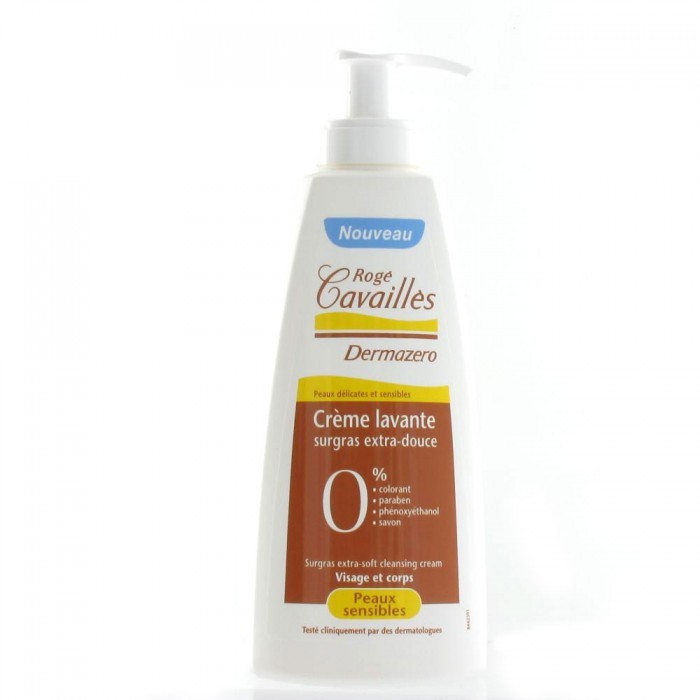 Nouveau
Rogé
Cavaillès
Dermazero
Peaux délicates et sensibles
Crème lavante
surgras extra-douce
0 %
• colorant
• paraben
• phénoxyéthanol
• savon
Surgras extra-soft cleansing cream
Visage et corps
Peaux
sensibles
Testé cliniquement par des dermatologues